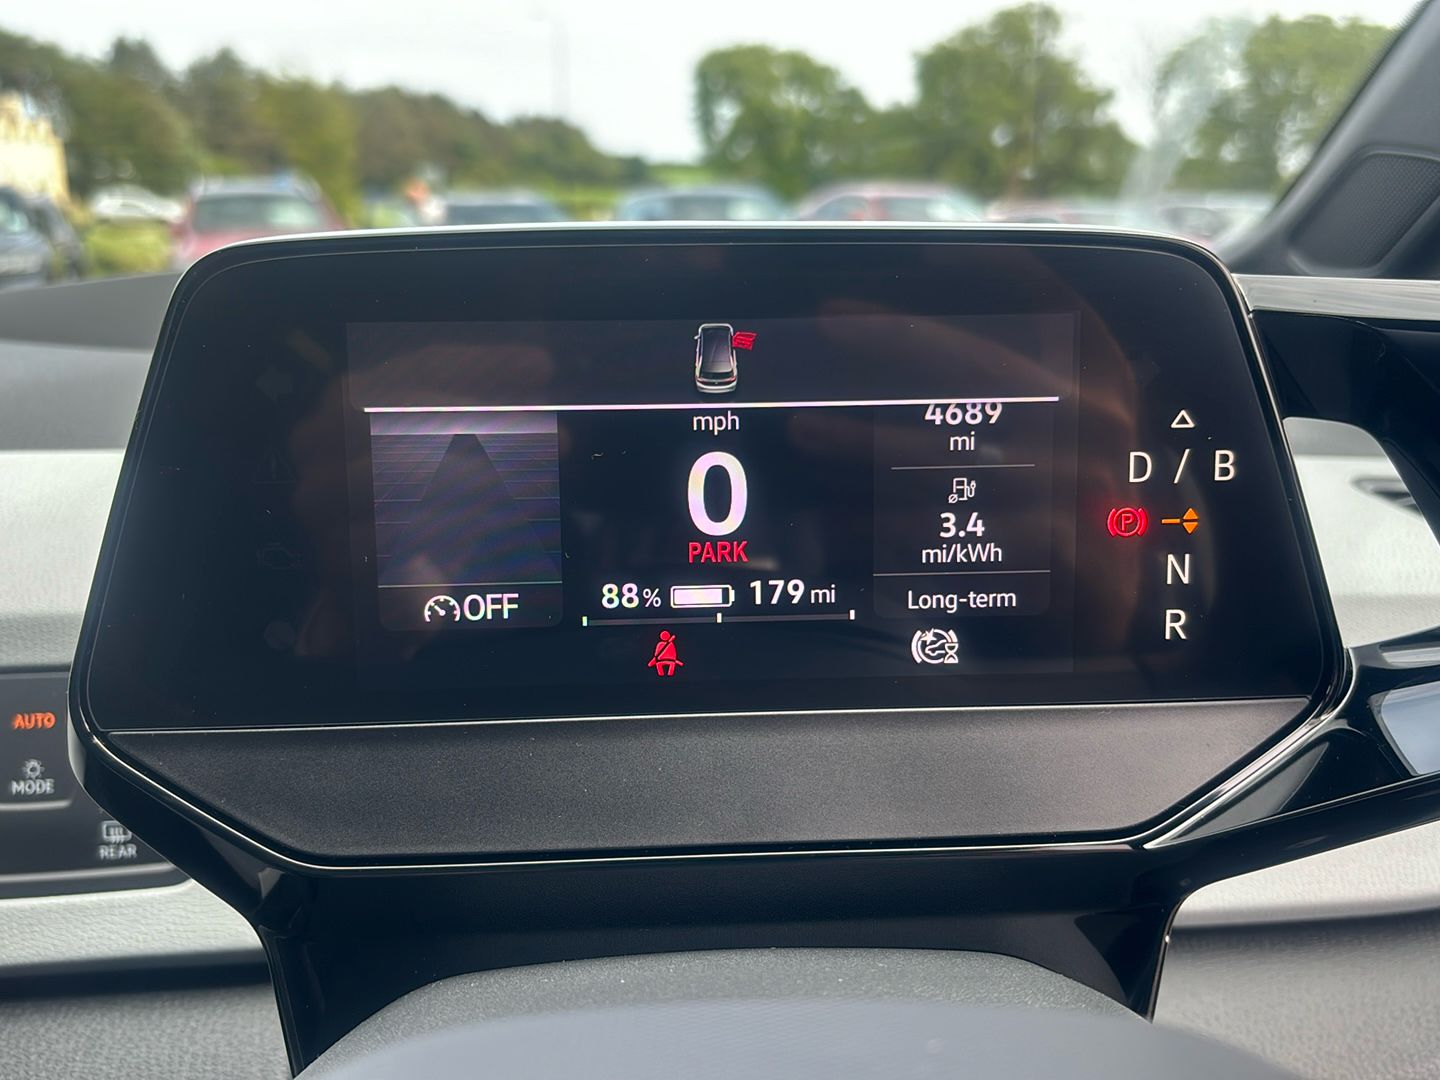 mph
0
PARK
88% 179 mi
OFF
4689
mi
3.4
mi/kWh
Long-term
D / B
P
N
R
AUTO
MODE
REAR